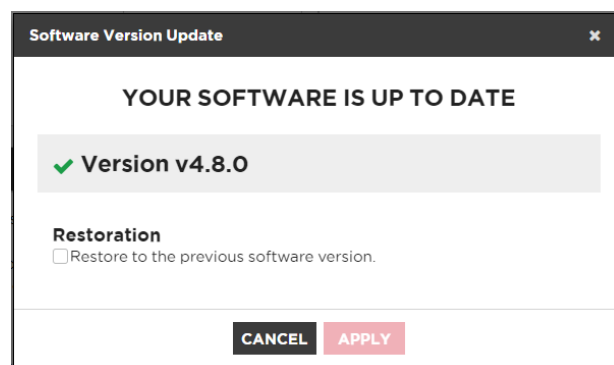 Software Version Update
YOUR SOFTWARE IS UP TO DATE
Version v4.8.0
Restoration
Restore to the previous software version.
CANCEL APPLY